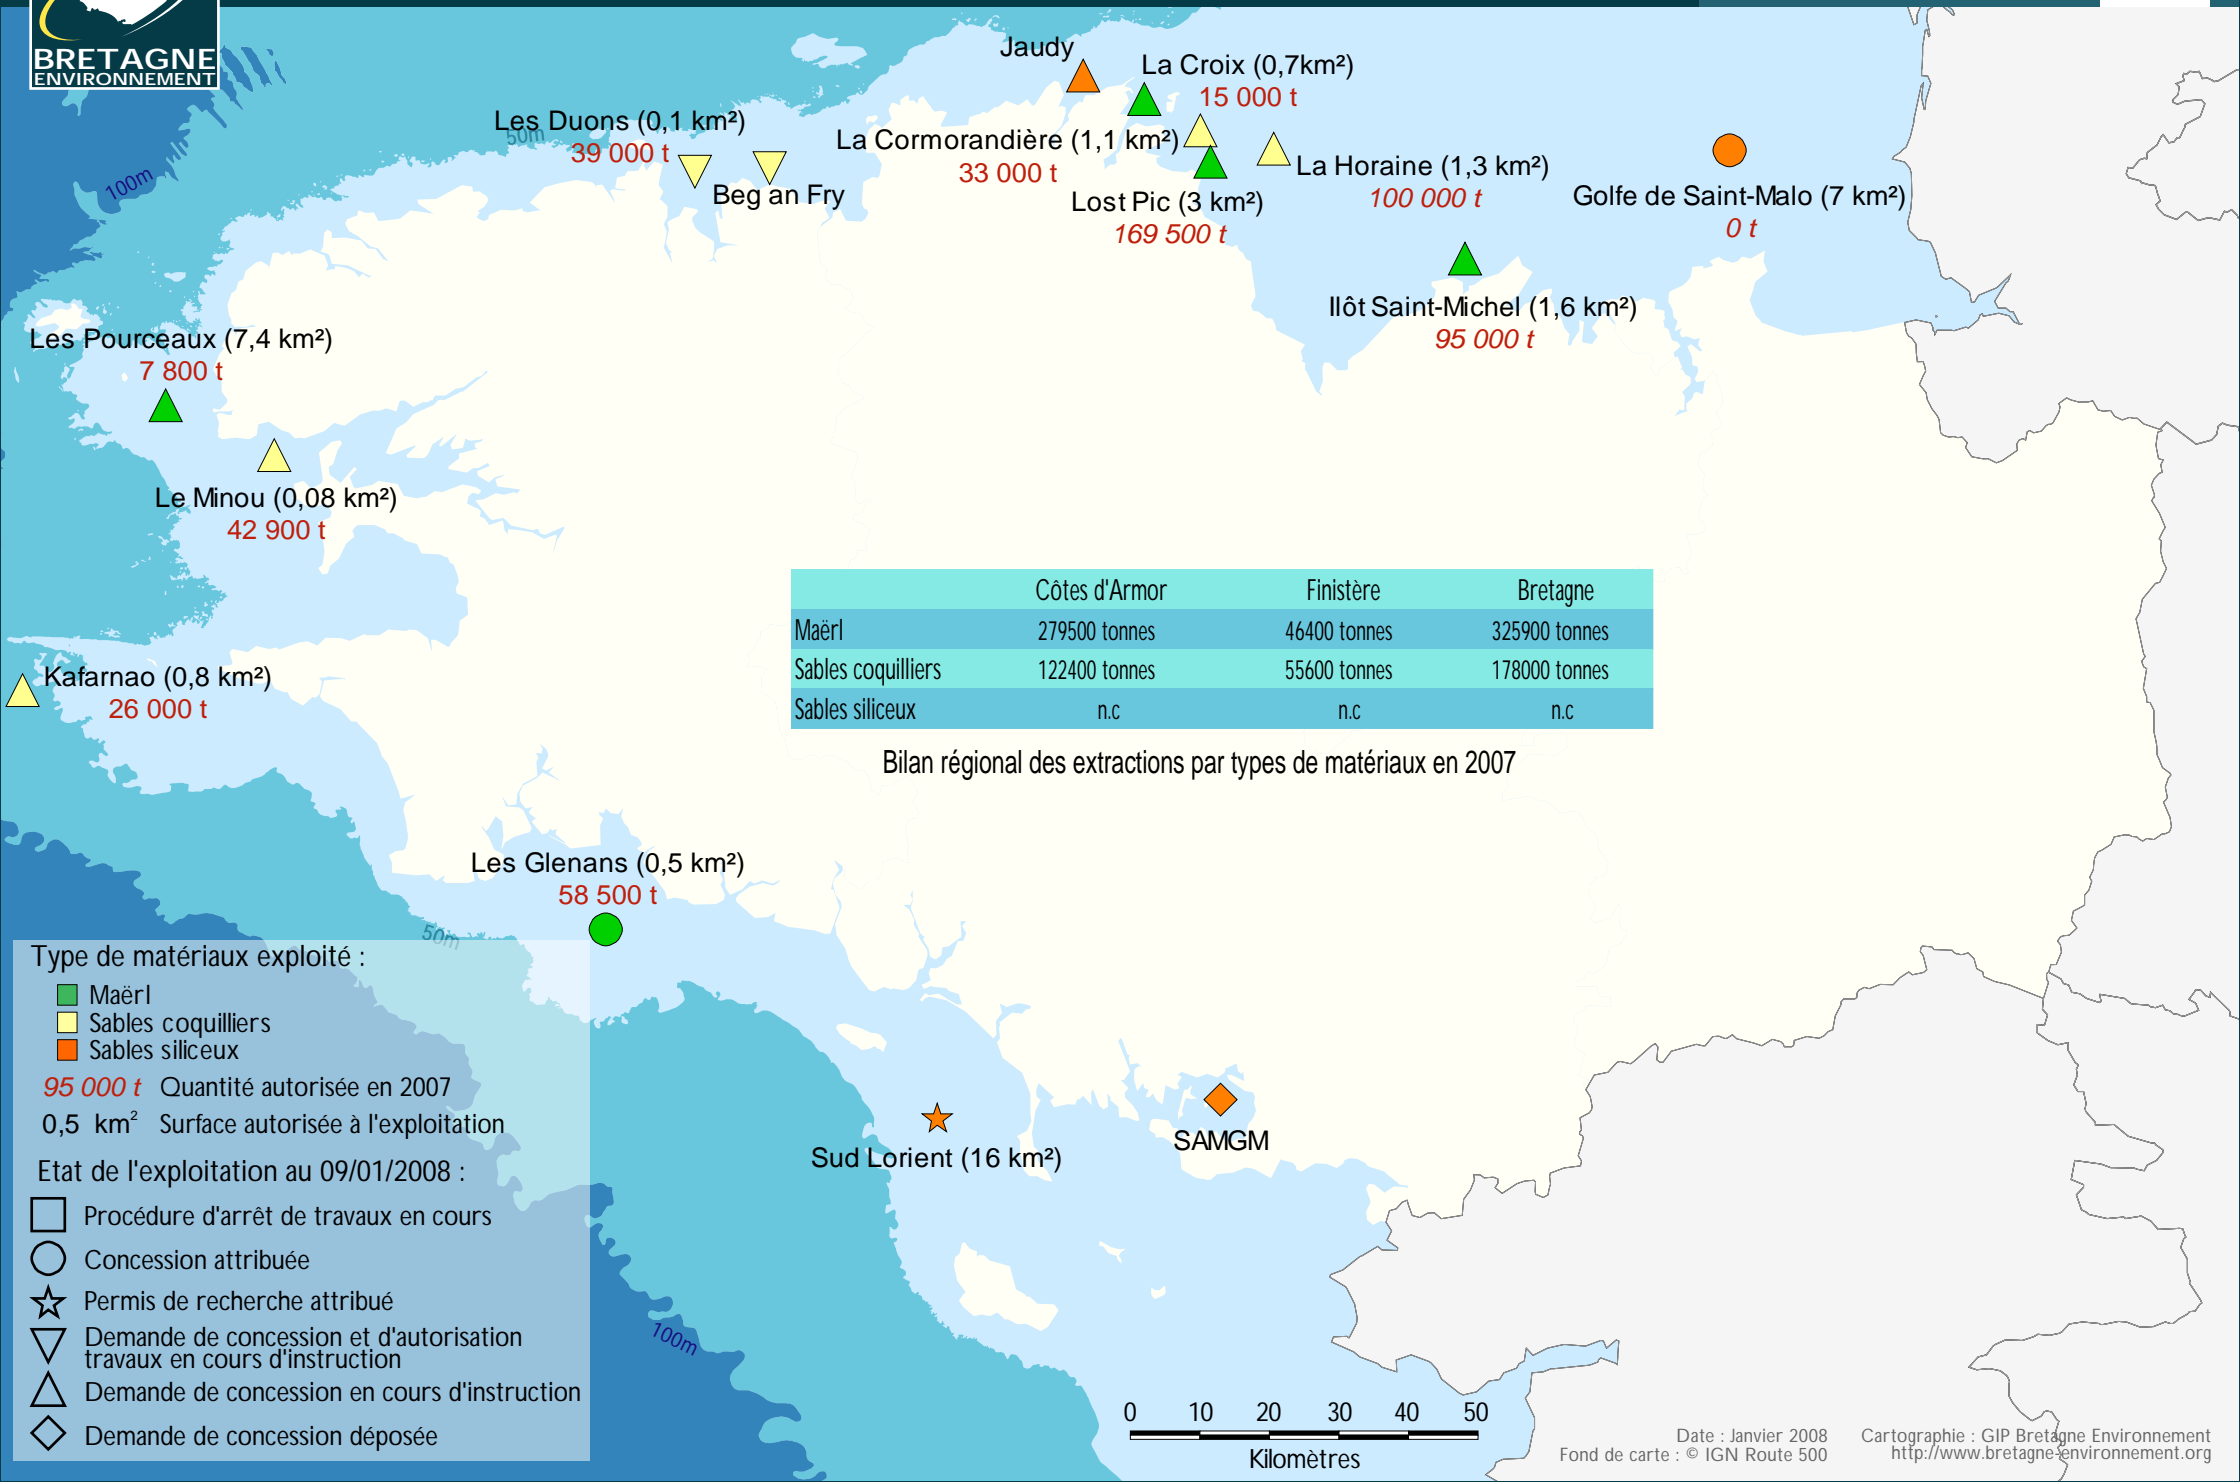 BRETAGNE
ENVIRONNEMENT
Jaudy
La Croix (0,7km²)
15 000 t
Les Duons (0,1 km²)
50m
39 000 t
Beg an Fry
La Cormorandière (1,1 km²)
33 000 t
Lost Pic (3 km²)
169 500 t
La Horaine (1,3 km²)
100 000 t
Golfe de Saint-Malo (7 km²)
0 t
100m
Ilôt Saint-Michel (1,6 km²)
95 000 t
Les Pourceaux (7,4 km²)
7 800 t
Le Minou (0,08 km²)
42 900 t
Côtes d'Armor Finistère Bretagne
Maërl 279500 tonnes 46400 tonnes 325900 tonnes
Sables coquilliers 122400 tonnes 55600 tonnes 178000 tonnes
Sables siliceux n.c n.c n.c
Bilan régional des extractions par types de matériaux en 2007
Kafarnao (0,8 km²)
26 000 t
Les Glenans (0,5 km²)
58 500 t
50m
Sud Lorient (16 km²)
SAMGM
100m
Type de matériaux exploité :
Maërl
Sables coquilliers
Sables siliceux
95 000 t Quantité autorisée en 2007
0,5 km² Surface autorisée à l'exploitation
Etat de l'exploitation au 09/01/2008 :
Procédure d'arrêt de travaux en cours
Concession attribuée
Permis de recherche attribué
Demande de concession et d'autorisation
travaux en cours d'instruction
Demande de concession en cours d'instruction
Demande de concession déposée
0 10 20 30 40 50
Kilomètres
Date : Janvier 2008
Fond de carte : © IGN Route 500
Cartographie : GIP Bretagne Environnement
http://www.bretagne-environnement.org